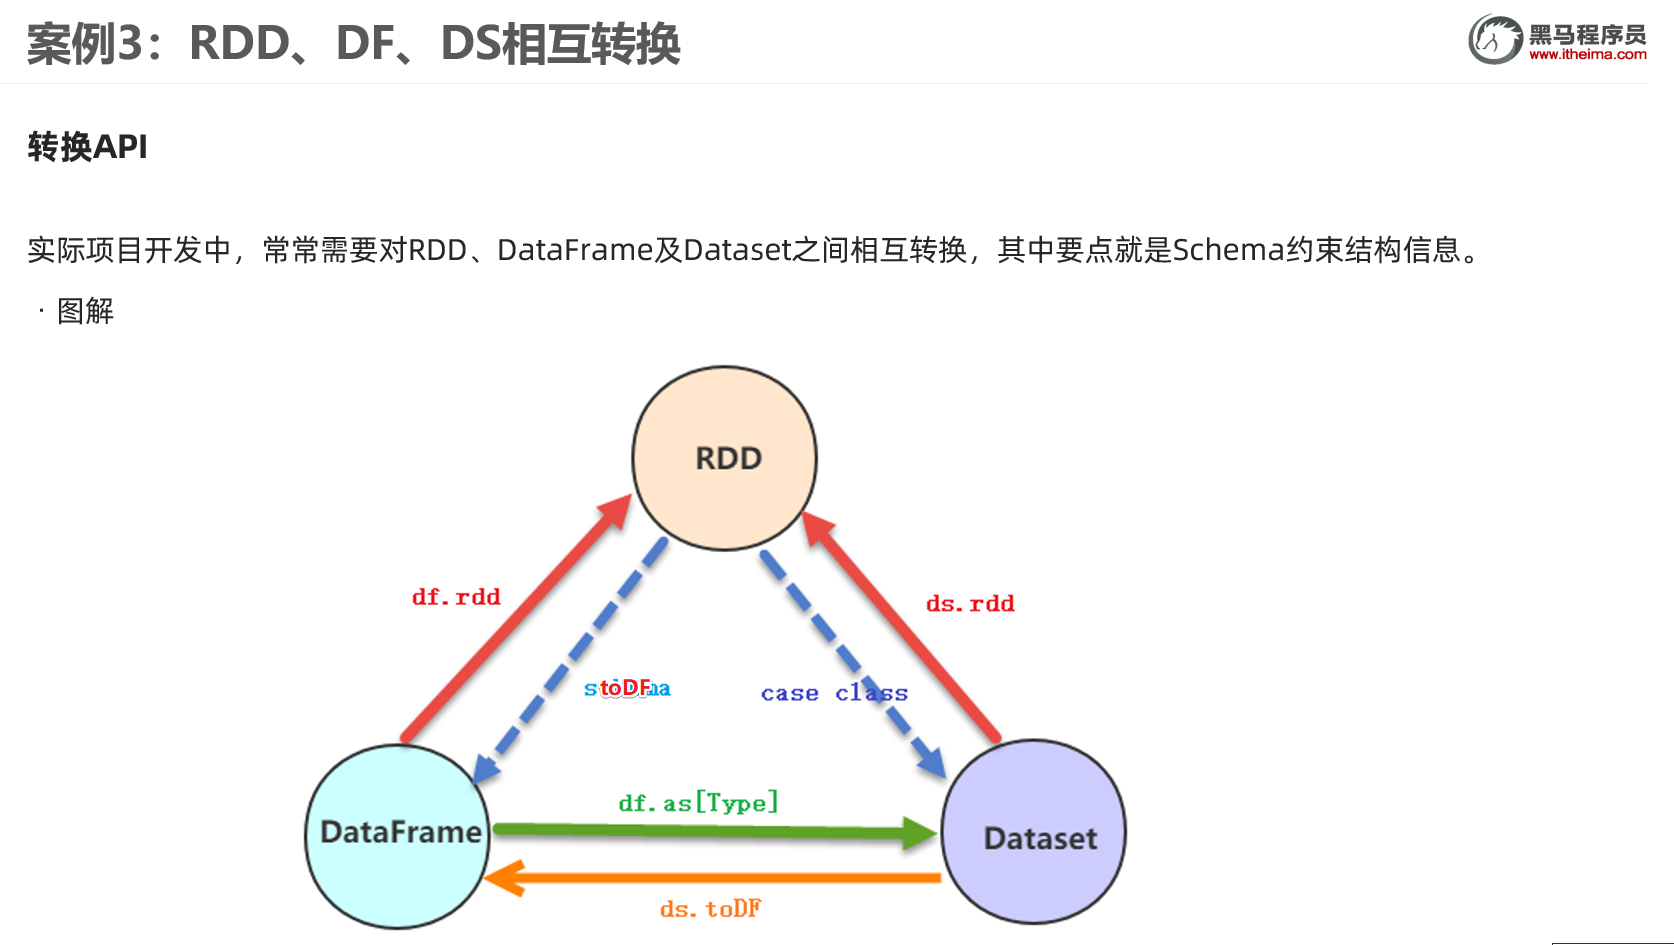 案例3：RDD、DF、DS相互转换
黑马程序员
www.itheima.com
转换API
实际项目开发中，常常需要对RDD、DataFrame及Dataset之间相互转换，其中要点就是Schema约束结构信息。
· 图解
RDD
df.rdd
ds.rdd
toDF
case class
df.as[Type]
DataFrame
Dataset
ds.toDF